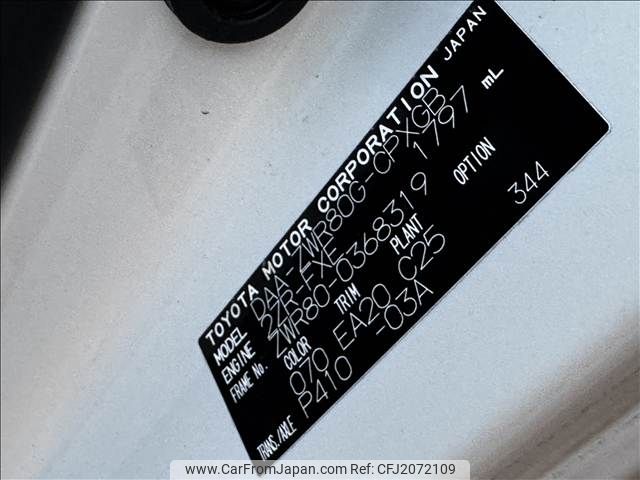 TOYOTA MOTOR CORPORATION JAPAN
MODEL DAA-ZWR80G-CPXGB
ENGINE 2ZR-FXE 1797 mL
FRAME No. ZWR80-0368319
COLOR TRIM PLANT OPTION
070 EA20 C25 344
TRANS./AXLE P410 -03A
www.CarFromJapan.com - CFJ2072109